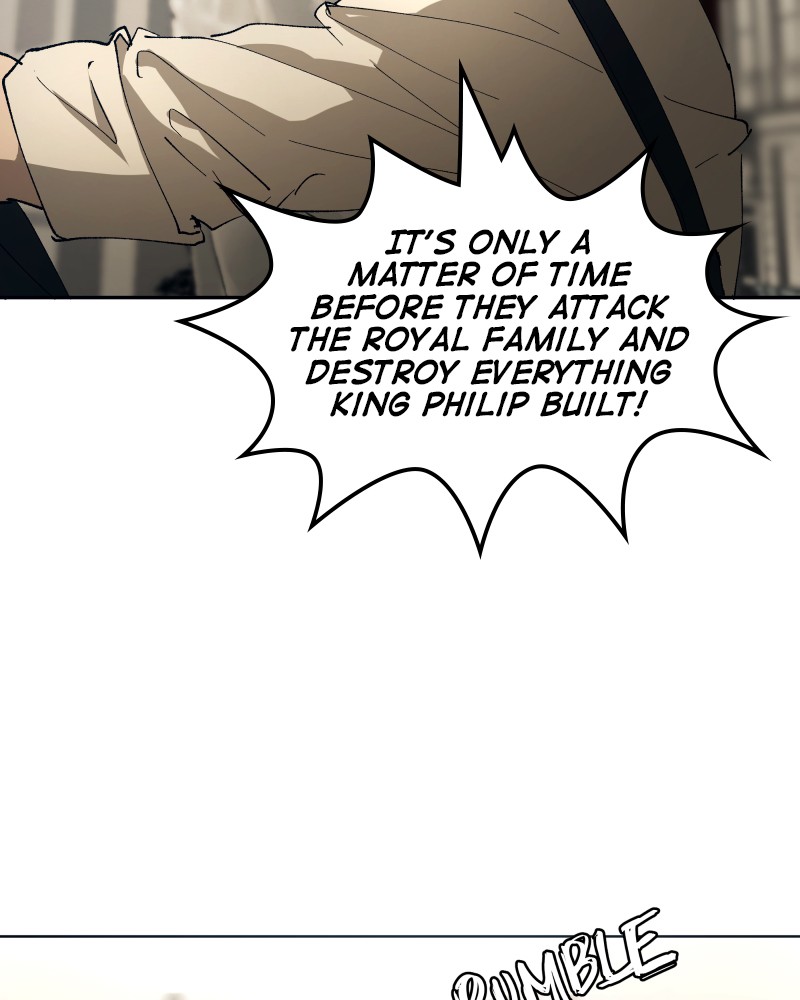 IT'S ONLY A
MATTER OF TIME
BEFORE THEY ATTACK
THE ROYAL FAMILY AND
DESTROY EVERYTHING
KING PHILIP BUILT!
RUMBLE